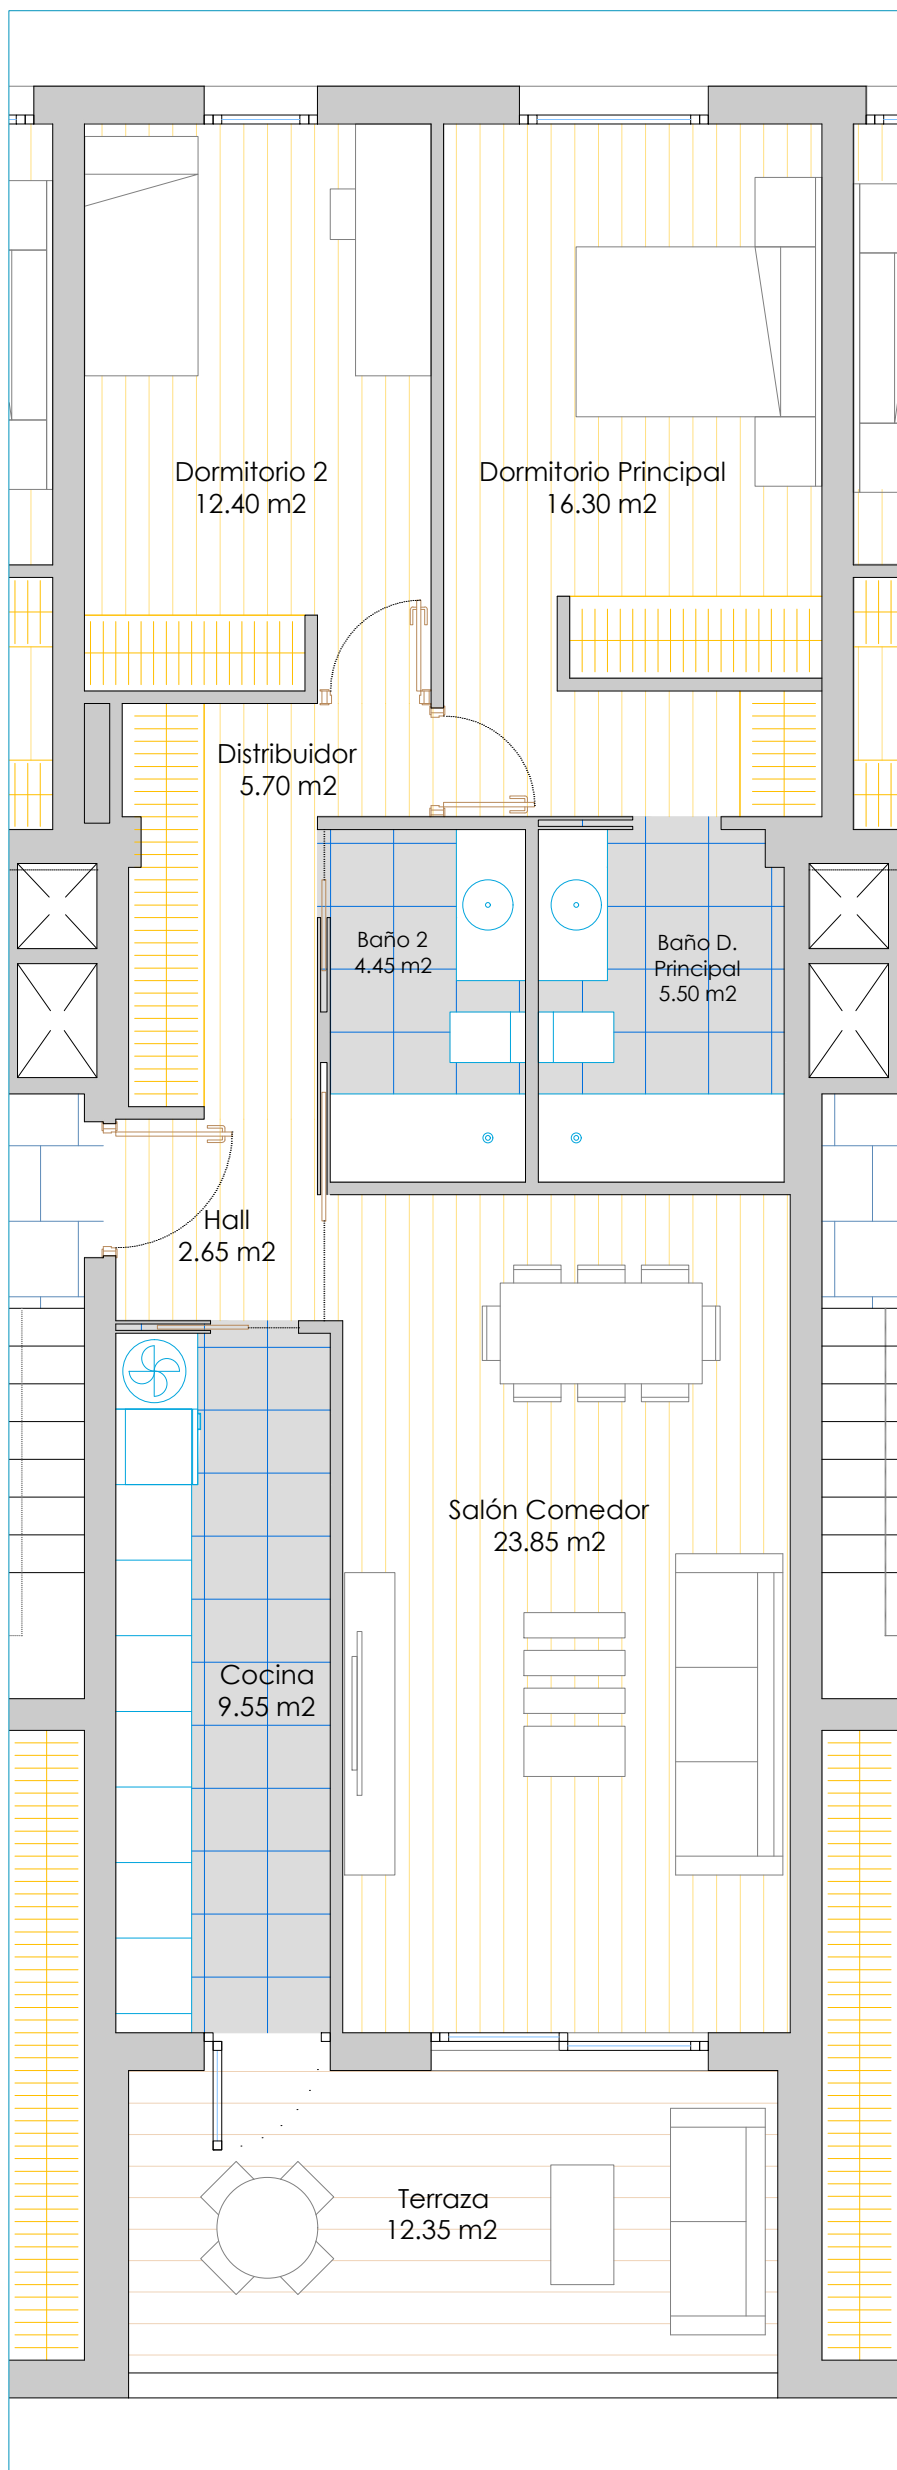 Dormitorio 2
12.40 m2
Dormitorio Principal
16.30 m2
Distribuidor
5.70 m2
Baño 2
4.45 m2
Baño D.
Principal
5.50 m2
Hall
2.65 m2
Salón Comedor
23.85 m2
Cocina
9.55 m2
Terraza
12.35 m2